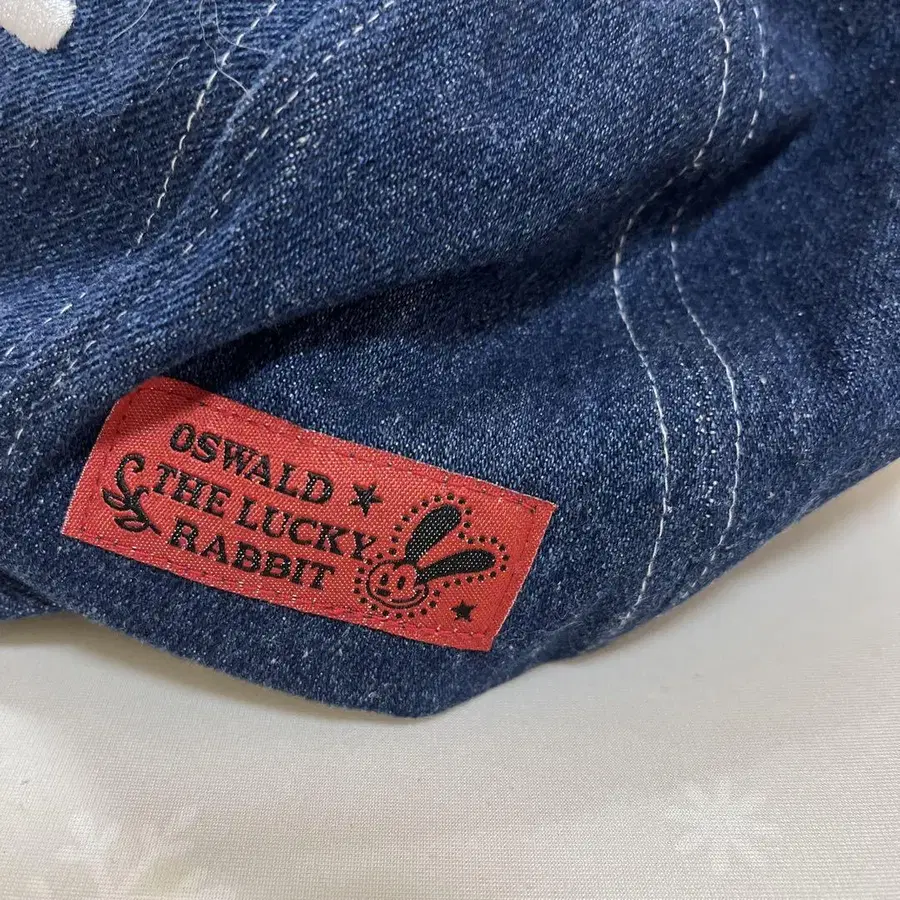 OSWALD
THE LUCKY
RABBIT